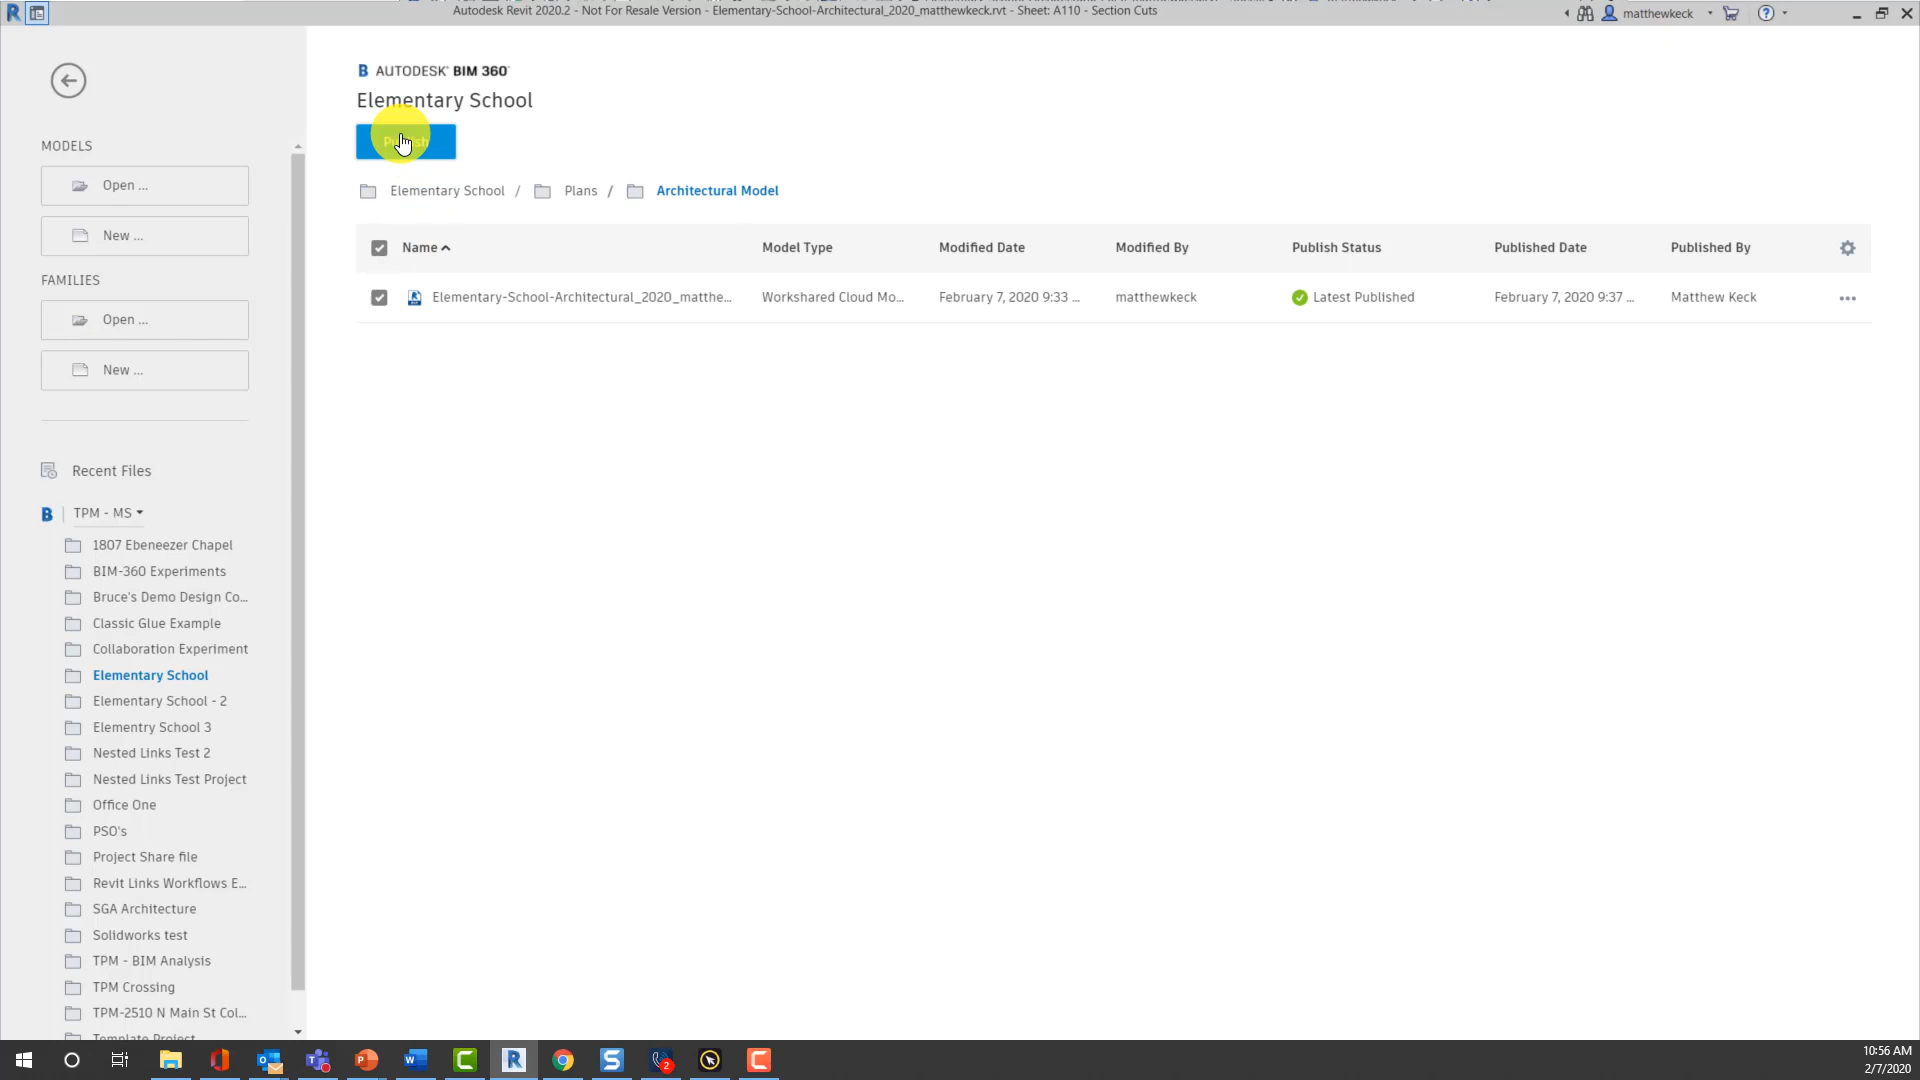 Autodesk Revit 2020.2 - Not For Resale Version - Elementary-School-Architectural_2020_matthewkeck.rvt - Sheet: A110 - Section Cuts
matthewkeck
AUTODESK BIM 360
Elementary School
Publish
Elementary School / Plans / Architectural Model
Name Model Type Modified Date Modified By Publish Status Published Date Published By
Elementary-School-Architectural_2020_matthe... Workshared Cloud Mo... February 7, 2020 9:33 ... matthewkeck Latest Published February 7, 2020 9:37 ... Matthew Keck
MODELS
Open ...
New ...
FAMILIES
Open ...
New ...
Recent Files
B | TPM - MS
1807 Ebeneezer Chapel
BIM-360 Experiments
Bruce's Demo Design Co...
Classic Glue Example
Collaboration Experiment
Elementary School
Elementary School - 2
Elementry School 3
Nested Links Test 2
Nested Links Test Project
Office One
PSO's
Project Share file
Revit Links Workflows E...
SGA Architecture
Solidworks test
TPM - BIM Analysis
TPM Crossing
TPM-2510 N Main St Col...
Template Project
10:56 AM
2/7/2020